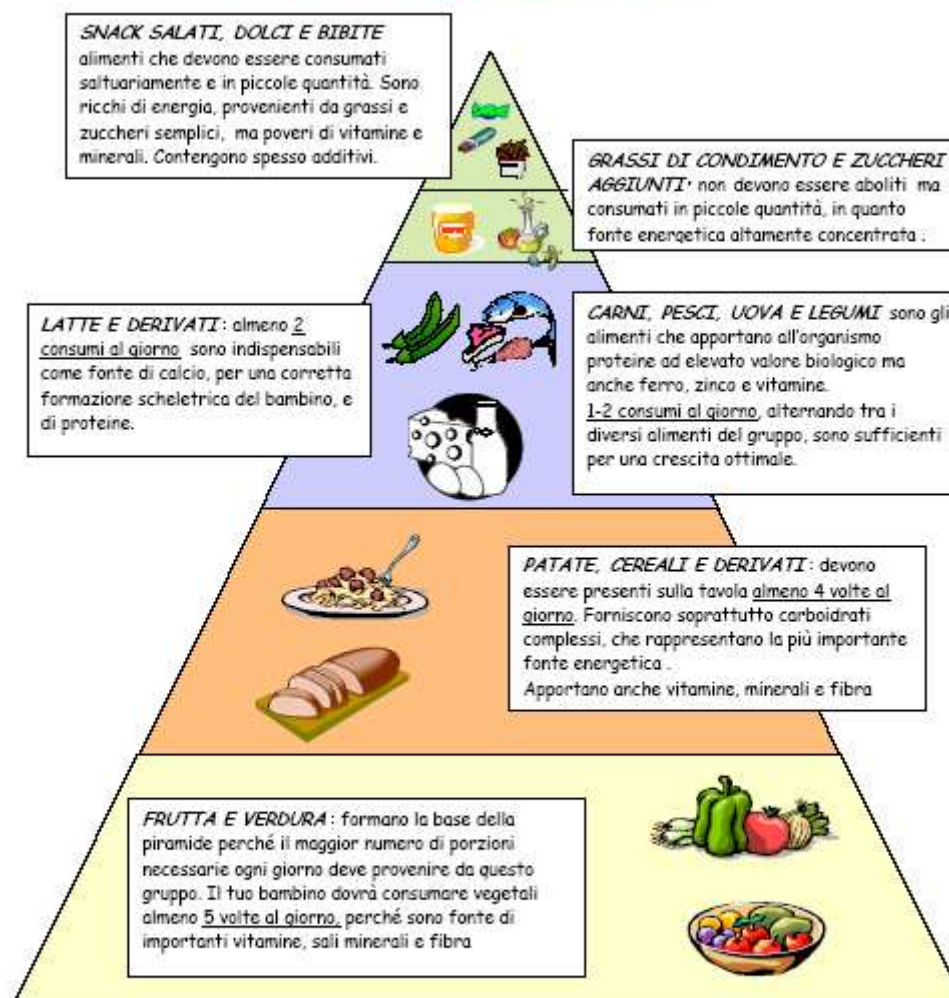 SNACK SALATI, DOLCI E BIBITE
alimenti che devono essere consumati
saltuariamente e in piccole quantità. Sono
ricchi di energia, provenienti da grassi e
zuccheri semplici, ma poveri di vitamine e
minerali. Contengono spesso additivi.
GRASSI DI CONDIMENTO E ZUCCHERI
AGGIUNTI: non devono essere aboliti ma
consumati in piccole quantità, in quanto
fonte energetica altamente concentrata .
LATTE E DERIVATI: almeno 2
consumi al giorno sono indispensabili
come fonte di calcio, per una corretta
formazione scheletrica del bambino, e
di proteine.
CARNI, PESCI, UOVA E LEGUMI sono gli
alimenti che apportano all'organismo
proteine ad elevato valore biologico ma
anche ferro, zinco e vitamine.
1-2 consumi al giorno, alternando tra i
diversi alimenti del gruppo, sono sufficienti
per una crescita ottimale.
PATATE, CEREALI E DERIVATI: devono
essere presenti sulla tavola almeno 4 volte al
giorno. Forniscono soprattutto carboidrati
complessi, che rappresentano la più importante
fonte energetica .
Apportano anche vitamine, minerali e fibra
FRUTTA E VERDURA: formano la base della
piramide perché il maggior numero di porzioni
necessarie ogni giorno deve provenire da questo
gruppo. Il tuo bambino dovrà consumare vegetali
almeno 5 volte al giorno, perché sono fonte di
importanti vitamine, sali minerali e fibra